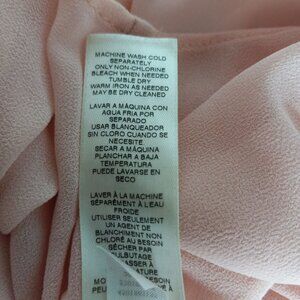 MACHINE WASH COLD
SEPARATELY
ONLY NON-CHLORINE
BLEACH WHEN NEEDED
TUMBLE DRY
WARM IRON AS NEEDED
MAY BE DRY CLEANED
LAVAR A MÁQUINA CON
AGUA FRIA POR
SEPARADO
USAR BLANQUEADOR
SIN CLORO CUANDO SE
NECESITE
SECAR A MÁQUINA
PLANCHAR A BAJA
TEMPERATURA
PUEDE LAVARSE EN
SECO
LAVER À LA MACHINE
SÉPARÉMENT À L'EAU
FROIDE
UTILISER SEULEMENT
UN AGENT DE
BLANCHIMENT NON
CHLORÉ AU BESOIN
SÉCHER PAR
CULBUTAGE